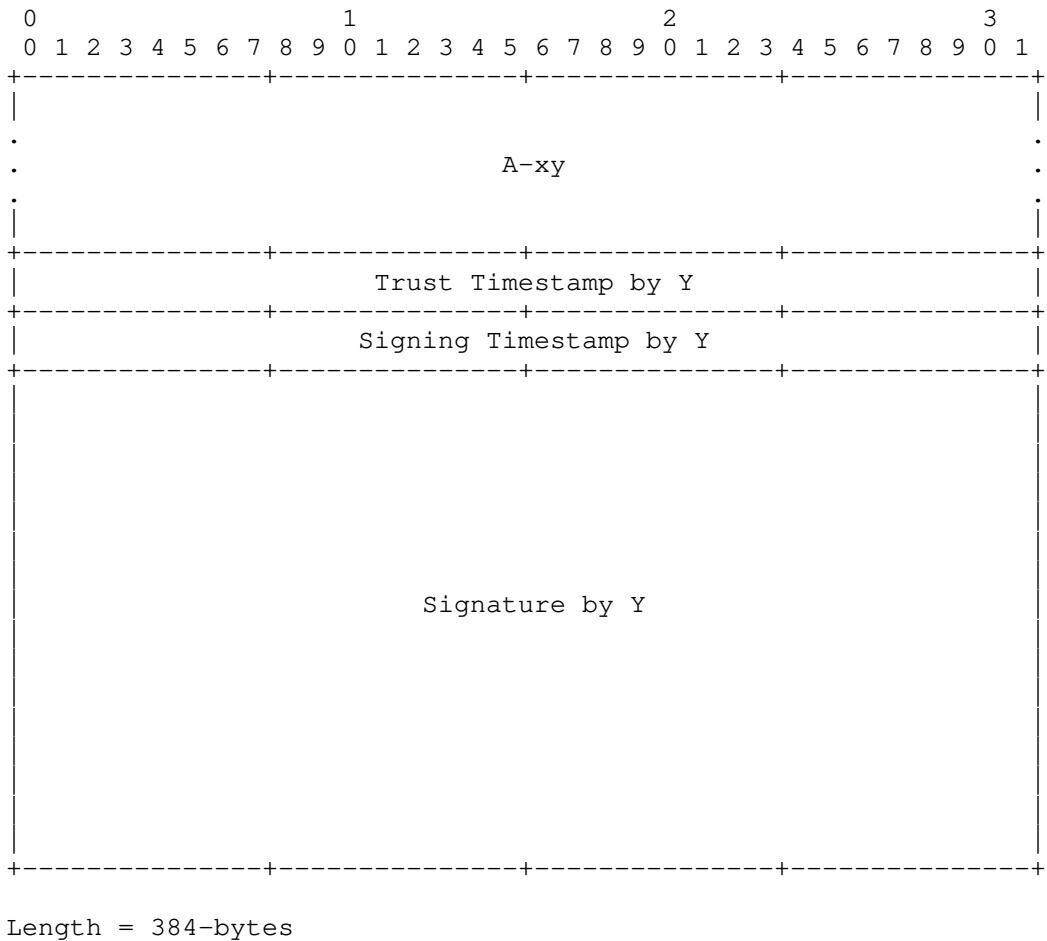 0                   1                   2                   3
0 1 2 3 4 5 6 7 8 9 0 1 2 3 4 5 6 7 8 9 0 1 2 3 4 5 6 7 8 9 0 1
A-xy
Trust Timestamp by Y
Signing Timestamp by Y
Signature by Y
Length = 384-bytes